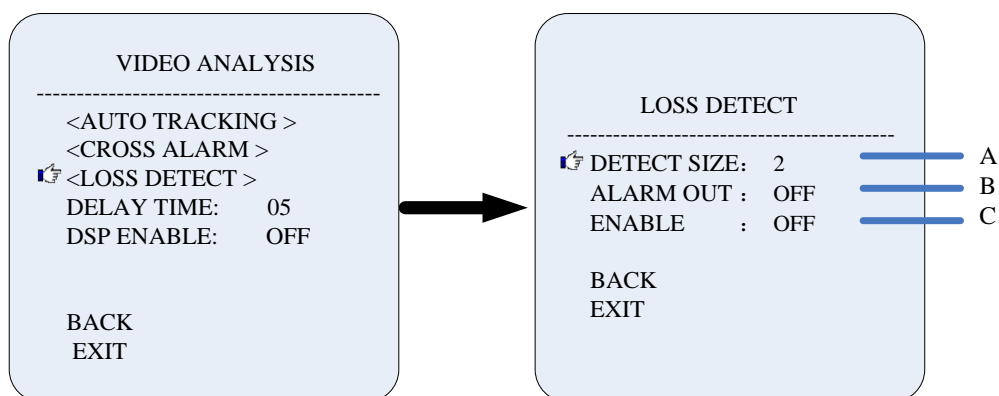 VIDEO ANALYSIS
<AUTO TRACKING >
<CROSS ALARM >
<LOSS DETECT >
DELAY TIME: 05
DSP ENABLE: OFF
BACK
EXIT
LOSS DETECT
DETECT SIZE： 2
ALARM OUT ： OFF
ENABLE ： OFF
BACK
EXIT
A
B
C